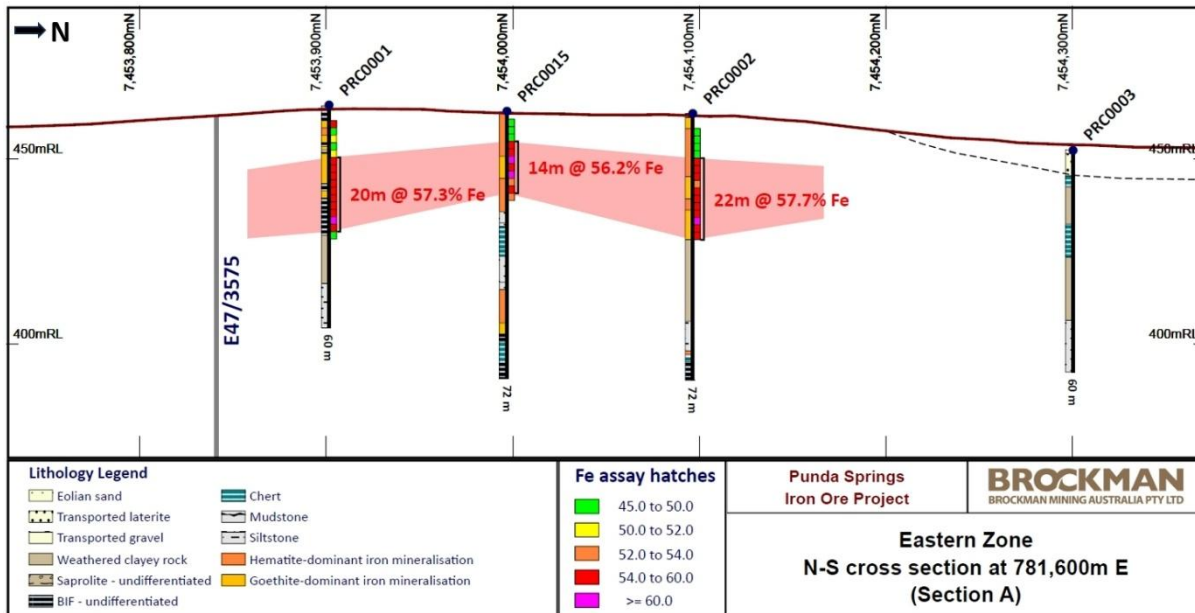 N
7,453,800mN
7,453,900mN
7,454,000mN
7,454,100mN
7,454,200mN
7,454,300mN
PRC0001
PRC0015
PRC0002
PRC0003
450mRL
450mRL
20m @ 57.3% Fe
14m @ 56.2% Fe
22m @ 57.7% Fe
E47/3575
400mRL
400mRL
60 m
72 m
72 m
60 m
Lithology Legend
Eolian sand
Transported laterite
Transported gravel
Weathered clayey rock
Saprolite - undifferentiated
BIF - undifferentiated
Chert
Mudstone
Siltstone
Hematite-dominant iron mineralisation
Goethite-dominant iron mineralisation
Fe assay hatches
45.0 to 50.0
50.0 to 52.0
52.0 to 54.0
54.0 to 60.0
>= 60.0
Punda Springs
Iron Ore Project
BROCKMAN
BROCKMAN MINING AUSTRALIA PTY LTD
Eastern Zone
N-S cross section at 781,600m E
(Section A)